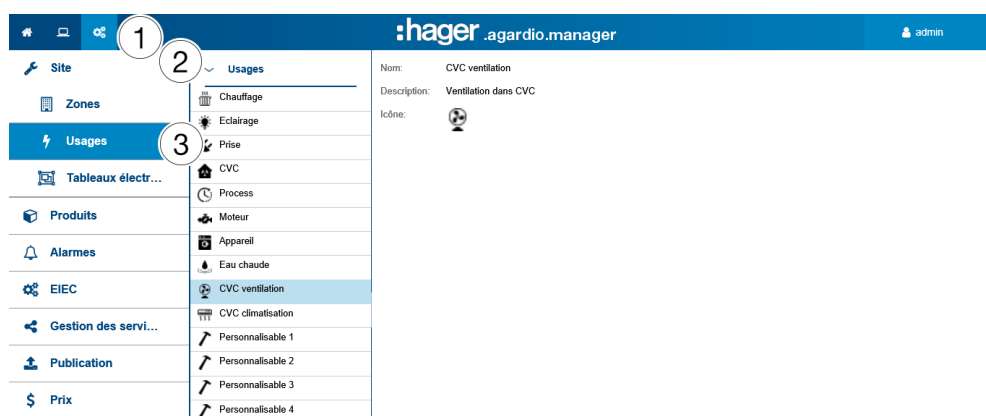 1
:hager .agardio.manager
admin
Site
Zones
Usages
Tableaux électr...
Produits
Alarmes
EIEC
Gestion des servi...
Publication
Prix
2
3
Usages
Chauffage
Eclairage
Prise
CVC
Process
Moteur
Appareil
Eau chaude
CVC ventilation
CVC climatisation
Personnalisable 1
Personnalisable 2
Personnalisable 3
Personnalisable 4
Nom: CVC ventilation
Description: Ventilation dans CVC
Icône: